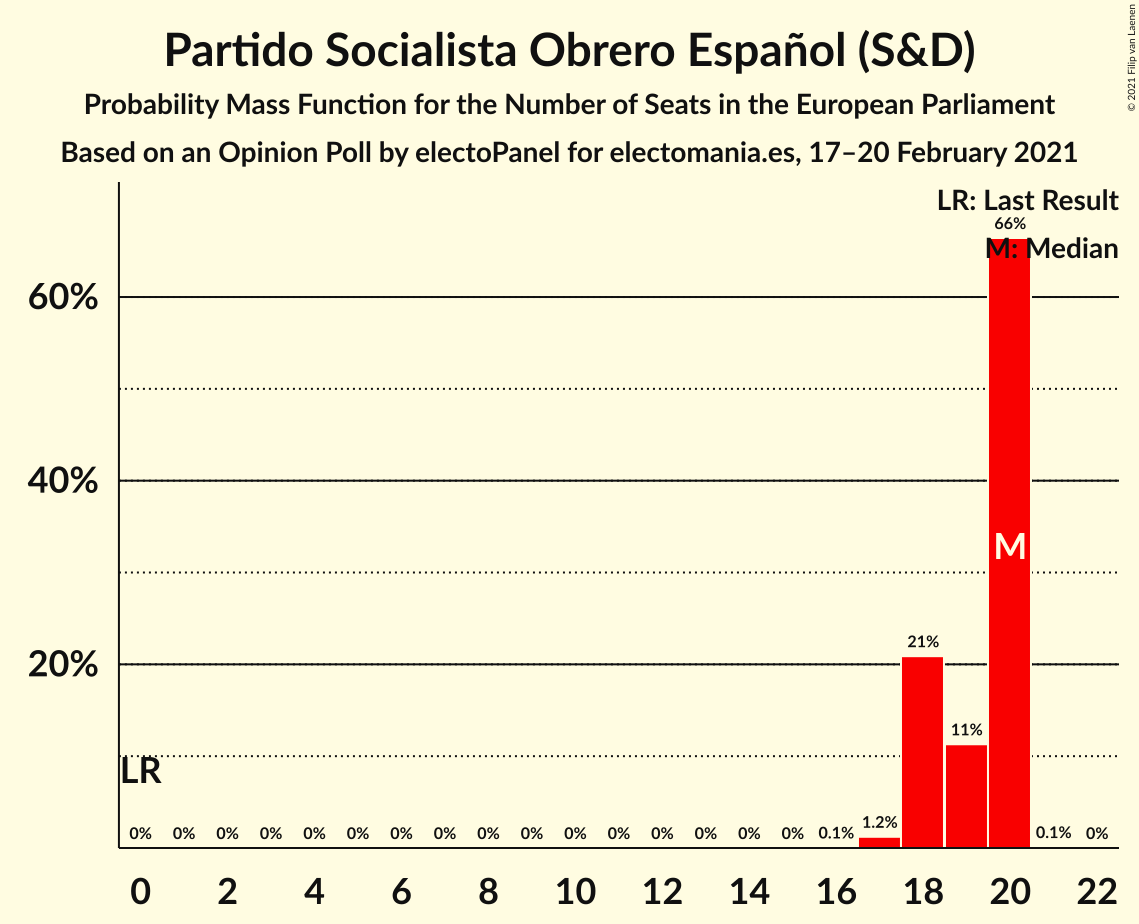 Partido Socialista Obrero Español (S&D)
Probability Mass Function for the Number of Seats in the European Parliament
Based on an Opinion Poll by electoPanel for electomania.es, 17–20 February 2021
© 2021 Filip van Laenen
LR: Last Result
M: Median
66%
60%
40%
20%
M
21%
11%
LR
0% 0% 0% 0% 0% 0% 0% 0% 0% 0% 0% 0% 0% 0% 0% 0% 0.1% 1.2% 0.1% 0%
0 2 4 6 8 10 12 14 16 18 20 22